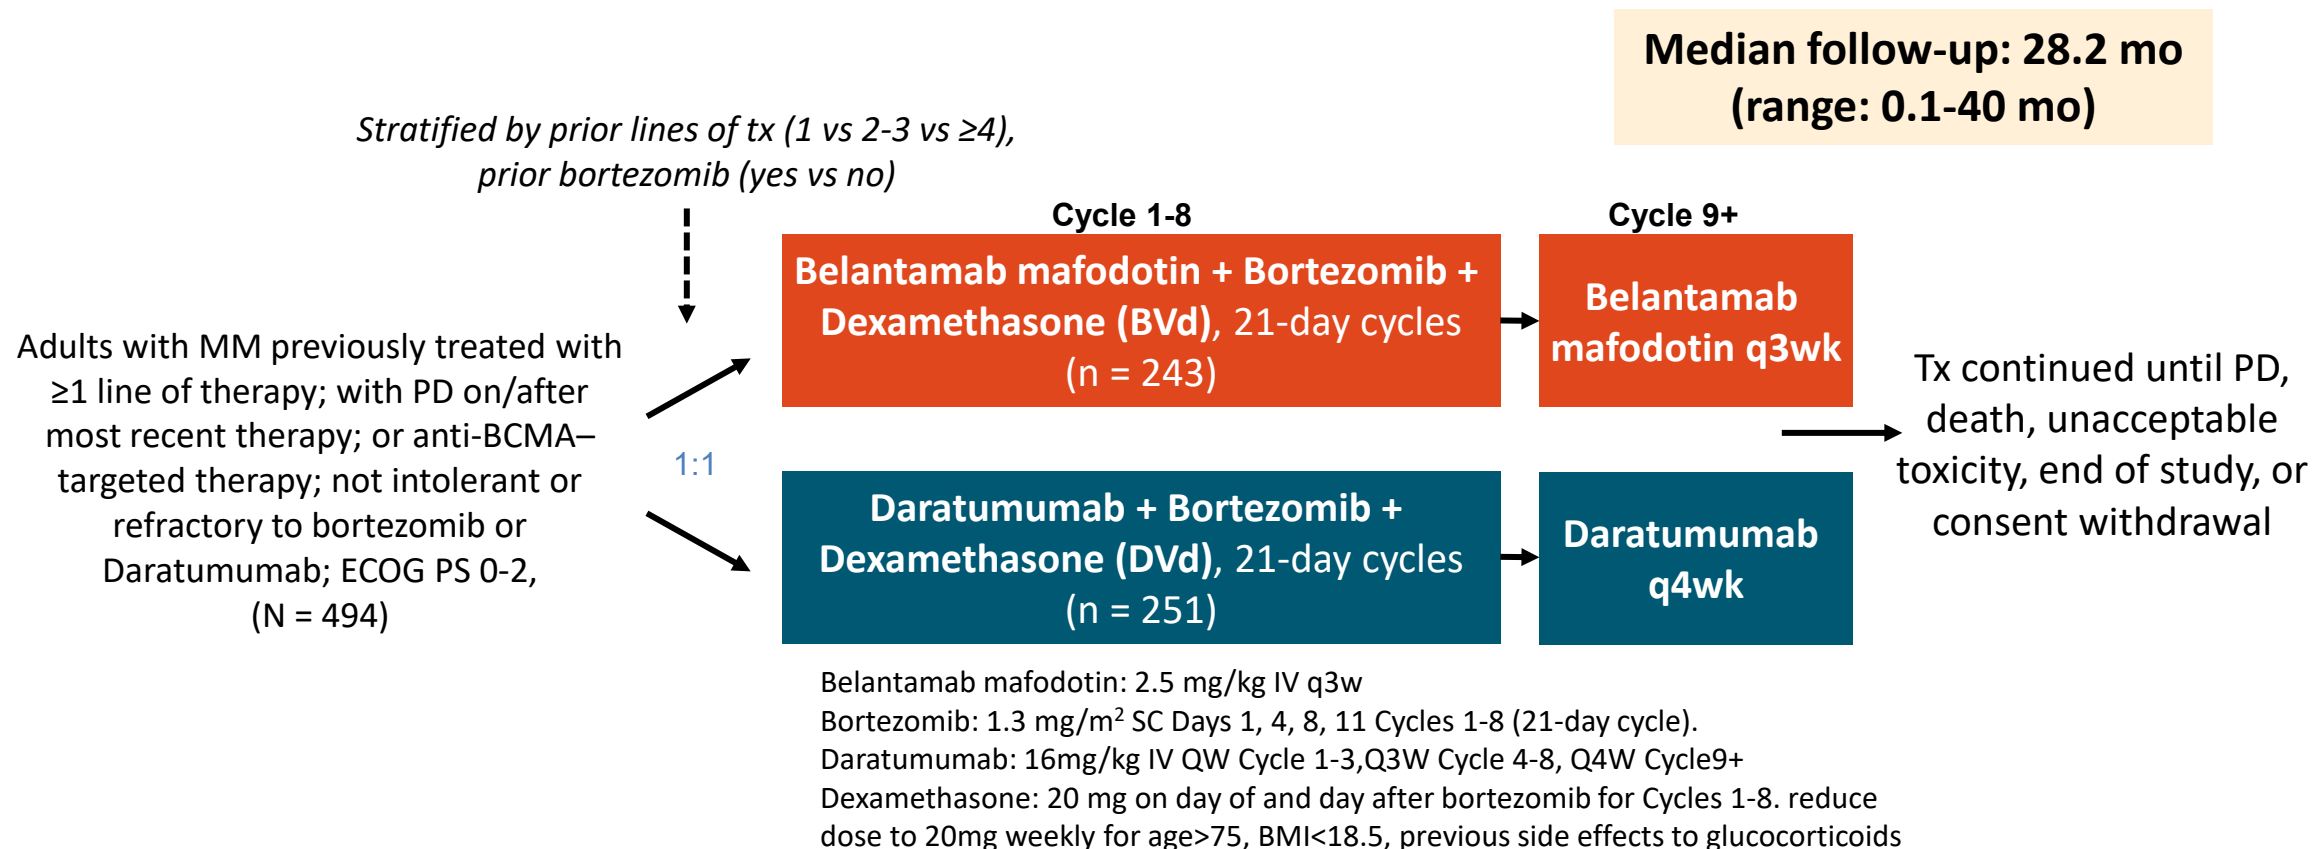 Median follow-up: 28.2 mo
(range: 0.1-40 mo)
Stratified by prior lines of tx (1 vs 2-3 vs ≥4),
prior bortezomib (yes vs no)
Cycle 1-8
Cycle 9+
Adults with MM previously treated with
≥1 line of therapy; with PD on/after
most recent therapy; or anti-BCMA–
targeted therapy; not intolerant or
refractory to bortezomib or
Daratumumab; ECOG PS 0-2,
(N = 494)
1:1
Belantamab mafodotin + Bortezomib +
Dexamethasone (BVd), 21-day cycles
(n = 243)
Belantamab
mafodotin q3wk
Daratumumab + Bortezomib +
Dexamethasone (DVd), 21-day cycles
(n = 251)
Daratumumab
q4wk
Tx continued until PD,
death, unacceptable
toxicity, end of study, or
consent withdrawal
Belantamab mafodotin: 2.5 mg/kg IV q3w
Bortezomib: 1.3 mg/m² SC Days 1, 4, 8, 11 Cycles 1-8 (21-day cycle).
Daratumumab: 16mg/kg IV QW Cycle 1-3,Q3W Cycle 4-8, Q4W Cycle9+
Dexamethasone: 20 mg on day of and day after bortezomib for Cycles 1-8. reduce
dose to 20mg weekly for age>75, BMI<18.5, previous side effects to glucocorticoids